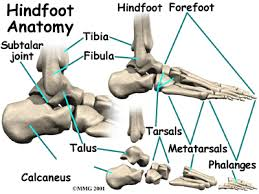 Hindfoot
Anatomy
Hindfoot Forefoot
Tibia
Subtalar
joint
Fibula
Talus
Tarsals
Metatarsals
Phalanges
Calcaneus
©MMG 2001